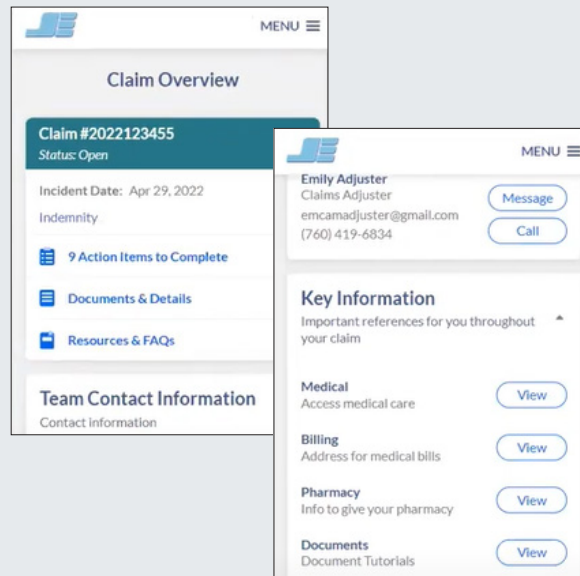 MENU
Claim Overview
Claim #2022123455
Status: Open
Incident Date: Apr 29, 2022
Indemnity
9 Action Items to Complete
Documents & Details
Resources & FAQs
Team Contact Information
Contact information
MENU
Emily Adjuster
Claims Adjuster
emcamadjuster@gmail.com
(760) 419-6834
Message
Call
Key Information
Important references for you throughout
your claim
Medical
Access medical care
View
Billing
Address for medical bills
View
Pharmacy
Info to give your pharmacy
View
Documents
Document Tutorials
View